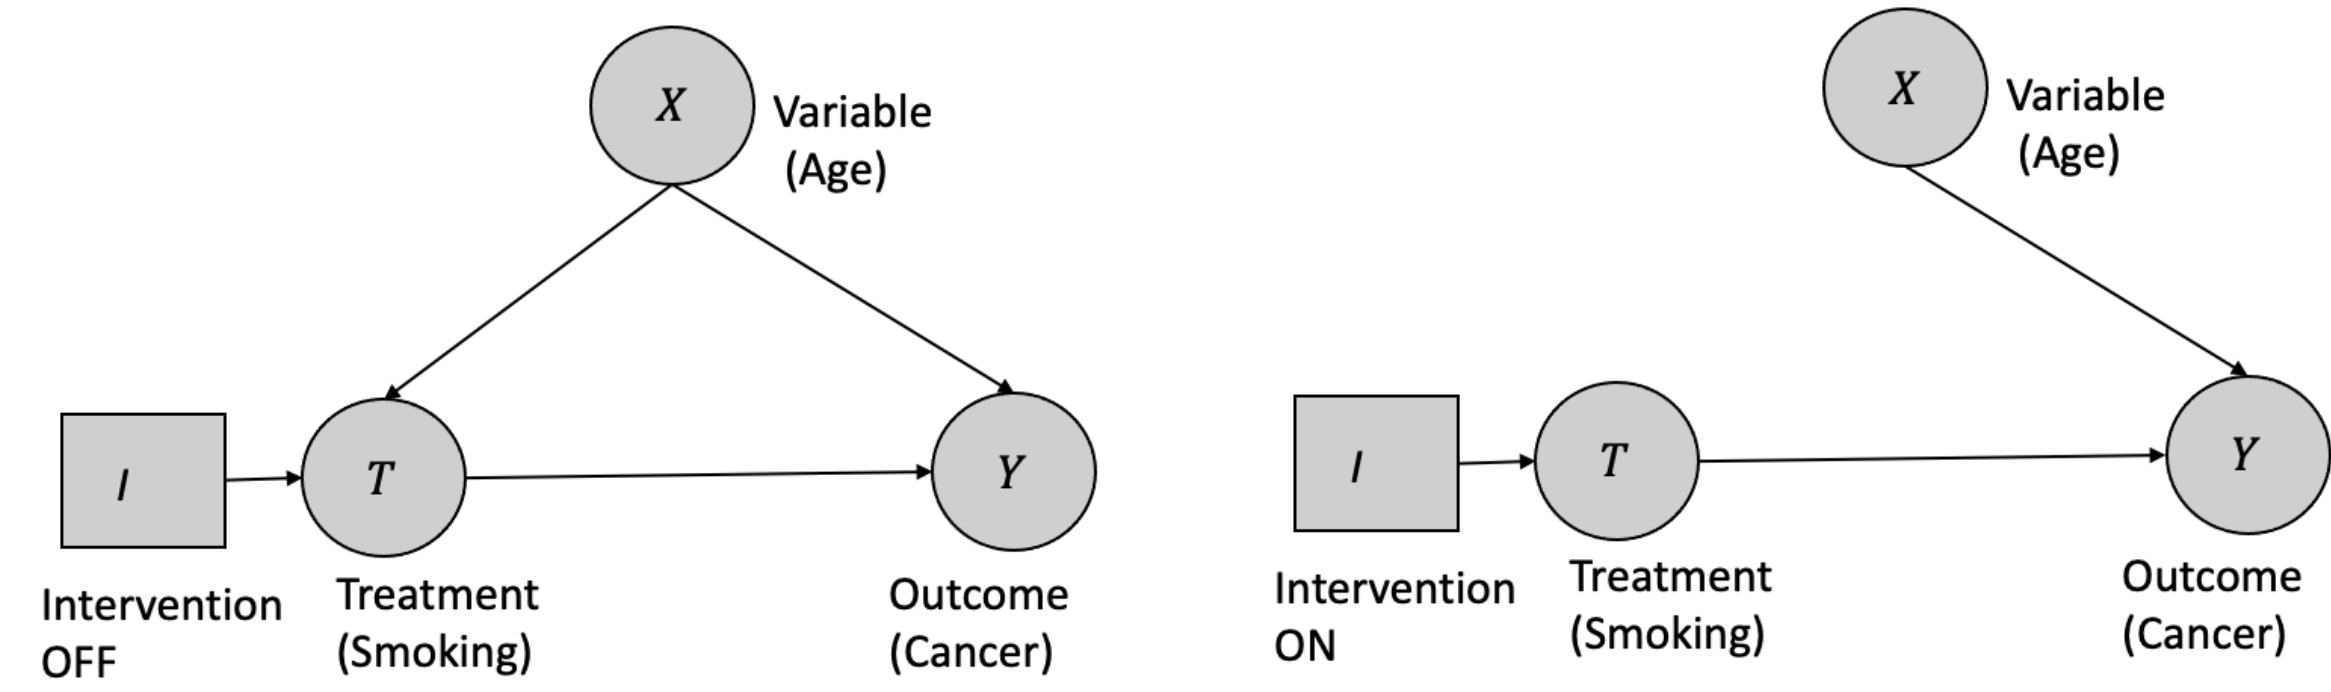 X
Variable
(Age)
I
T
Y
Intervention
OFF
Treatment
(Smoking)
Outcome
(Cancer)
X
Variable
(Age)
I
T
Y
Intervention
ON
Treatment
(Smoking)
Outcome
(Cancer)